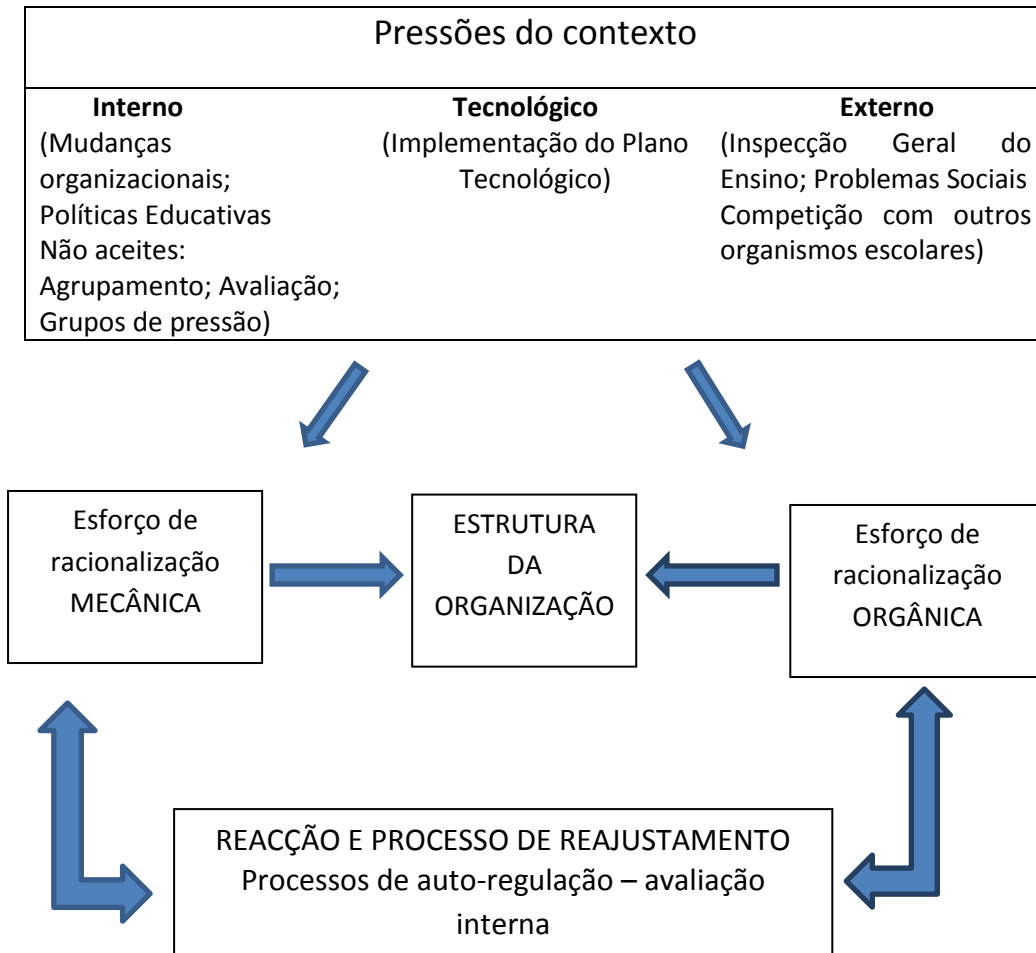 Pressões do contexto
Interno
(Mudanças
organizacionais;
Políticas Educativas
Não aceites:
Agrupamento; Avaliação;
Grupos de pressão)
Tecnológico
(Implementação do Plano
Tecnológico)
Externo
(Inspecção Geral do
Ensino; Problemas Sociais
Competição com outros
organismos escolares)
Esforço de
racionalização
MECÂNICA
ESTRUTURA
DA
ORGANIZAÇÃO
Esforço de
racionalização
ORGÂNICA
REACÇÃO E PROCESSO DE REAJUSTAMENTO
Processos de auto-regulação – avaliação
interna